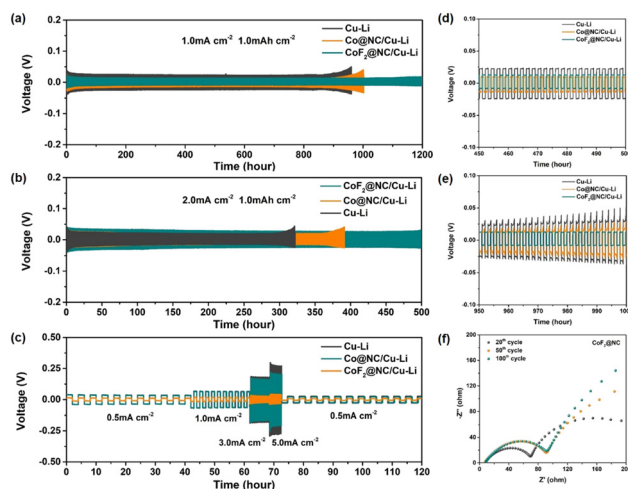 (a)
Voltage (V)
0.2
0.1
0.0
-0.1
-0.2
1.0mA cm-2 1.0mAh cm-2
Cu-Li
Co@NC/Cu-Li
CoF2@NC/Cu-Li
0 200 400 600 800 1000 1200
Time (hour)
(b)
Voltage (V)
0.2
0.1
0.0
-0.1
-0.2
2.0mA cm-2 1.0mAh cm-2
CoF2@NC/Cu-Li
Co@NC/Cu-Li
Cu-Li
0 50 100 150 200 250 300 350 400 450 500
Time (hour)
(c)
Voltage (V)
0.50
0.25
0.00
-0.25
-0.50
Cu-Li
Co@NC/Cu-Li
CoF2@NC/Cu-Li
0.5mA cm-2
1.0mA cm-2
3.0mA cm-2
5.0mA cm-2
0.5mA cm-2
0 10 20 30 40 50 60 70 80 90 100 110 120
Time (hour)
(d)
Voltage (V)
0.10
0.05
0.00
-0.05
-0.10
Cu-Li
Co@NC/Cu-Li
CoF2@NC/Cu-Li
450 460 470 480 490 500
Time (hour)
(e)
Voltage (V)
0.10
0.05
0.00
-0.05
-0.10
Cu-Li
Co@NC/Cu-Li
CoF2@NC/Cu-Li
950 960 970 980 990 100
Time (hour)
(f)
-Z'' (ohm)
200
160
120
80
40
0
20th cycle
50th cycle
100th cycle
CoF2@NC
0 40 80 120 160 200
Z' (ohm)